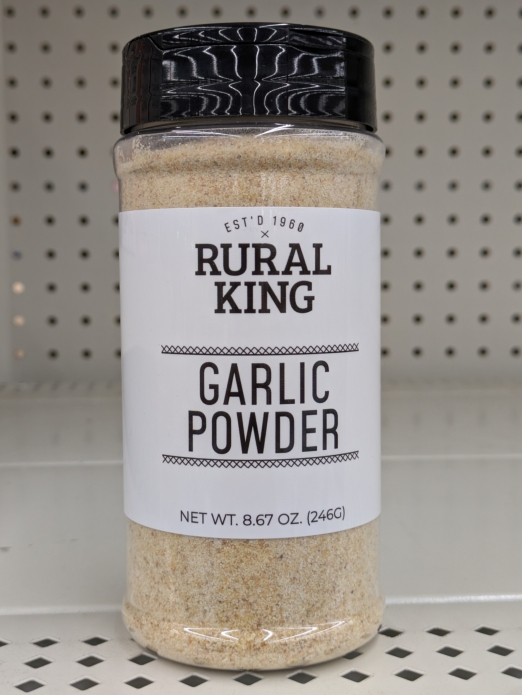 EST'D 1960
RURAL
KING
GARLIC
POWDER
NET WT. 8.67 OZ. (246G)